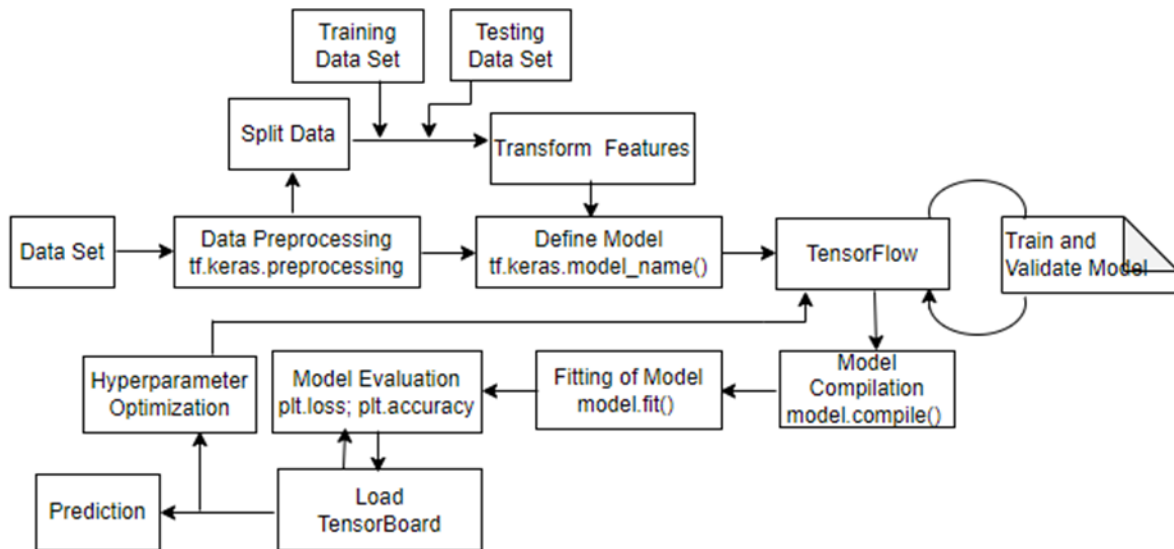 Training
Data Set
Testing
Data Set
Split Data
Transform Features
Data Set
Data Preprocessing
tf.keras.preprocessing
Define Model
tf.keras.model_name()
TensorFlow
Train and
Validate Model
Hyperparameter
Optimization
Model Evaluation
plt.loss; plt.accuracy
Fitting of Model
model.fit()
Model
Compilation
model.compile()
Prediction
Load
TensorBoard